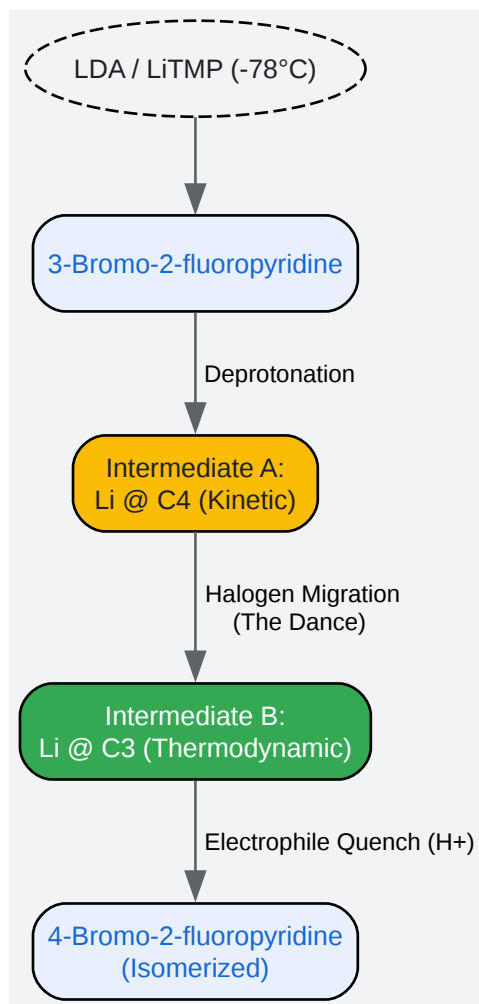 LDA / LiTMP (-78°C)
3-Bromo-2-fluoropyridine
Deprotonation
Intermediate A:
Li @ C4 (Kinetic)
Halogen Migration
(The Dance)
Intermediate B:
Li @ C3 (Thermodynamic)
Electrophile Quench (H+)
4-Bromo-2-fluoropyridine
(Isomerized)